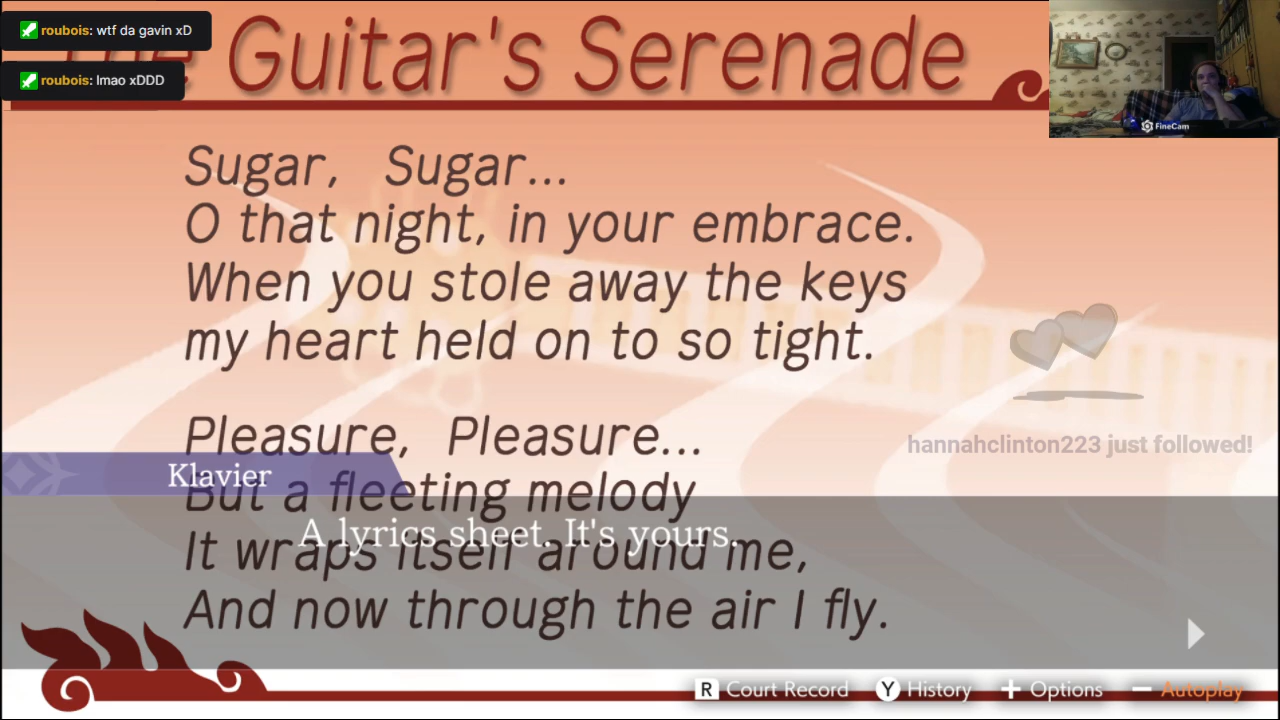 roubois: wtf da gavin xD
roubois: lmao xDDD
The Guitar's Serenade
FineCam
Sugar, Sugar...
O that night, in your embrace.
When you stole away the keys
my heart held on to so tight.
hannahclinton223 just followed!
Pleasure, Pleasure...
Klavier
But a fleeting melody
A lyrics sheet. It's yours.
It wraps itself around me,
And now through the air I fly.
R Court Record Y History + Options - Autoplay